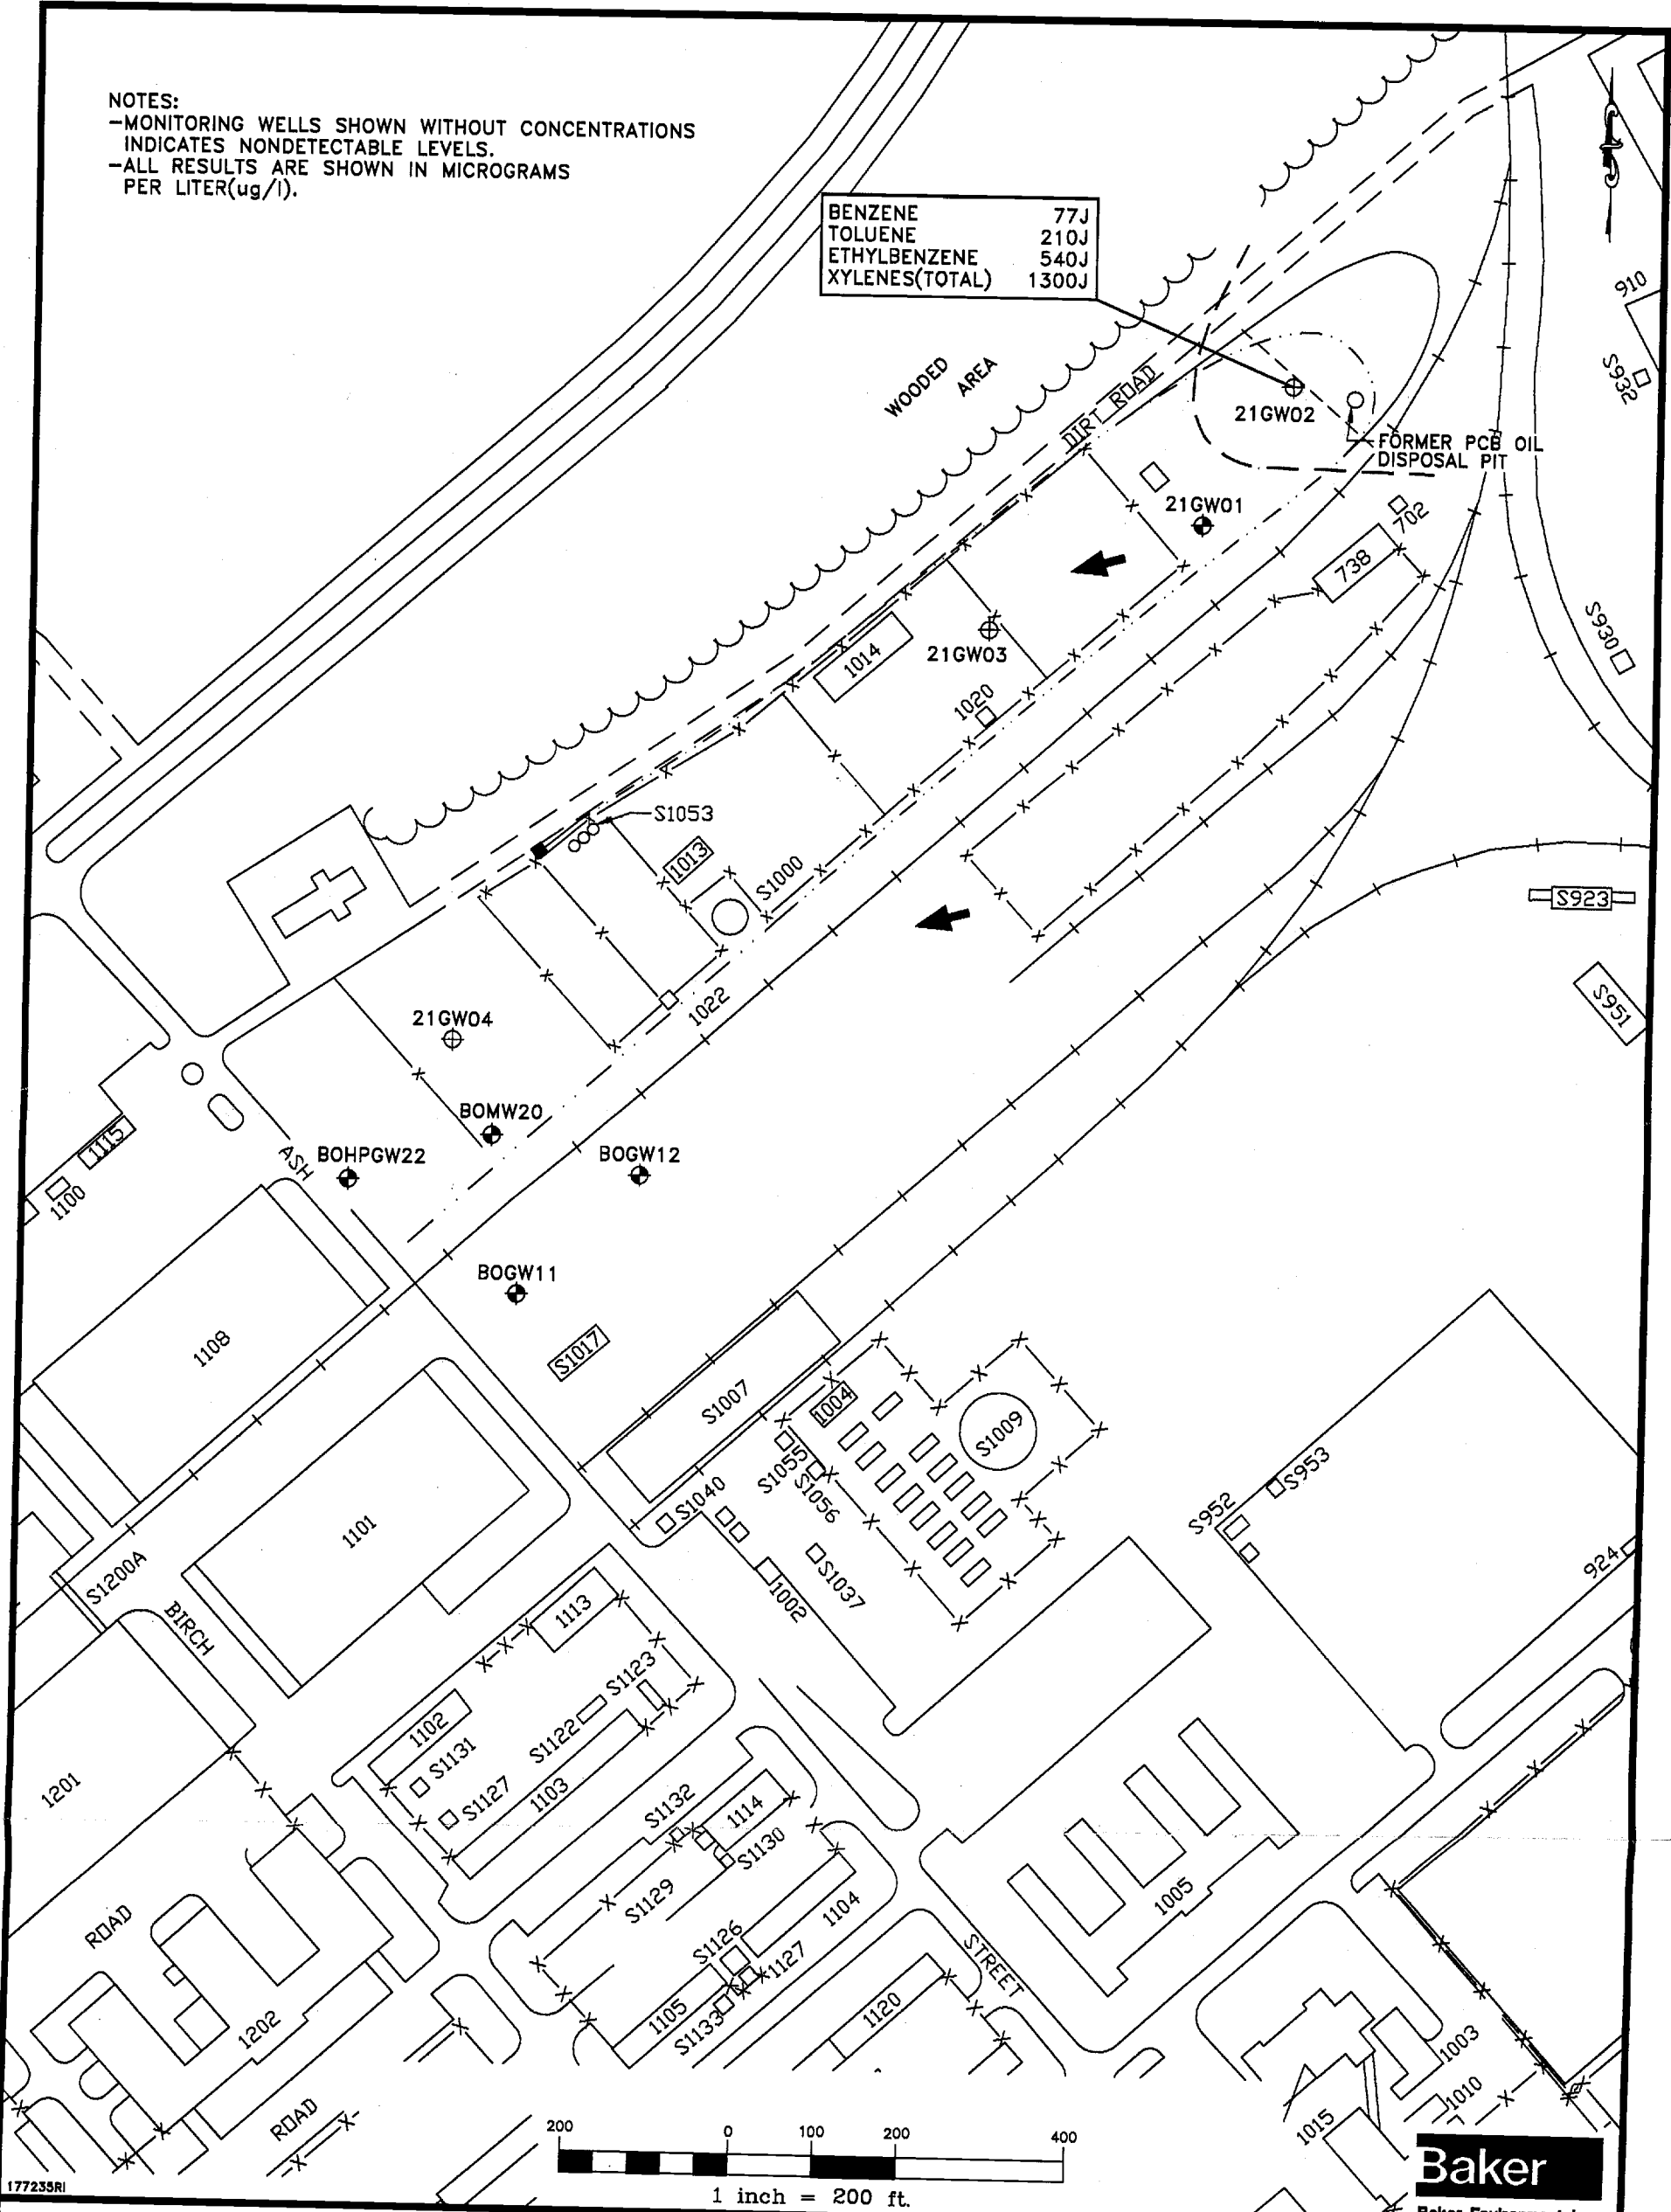 NOTES:
-MONITORING WELLS SHOWN WITHOUT CONCENTRATIONS
INDICATES NONDETECTABLE LEVELS.
-ALL RESULTS ARE SHOWN IN MICROGRAMS
PER LITER(ug/l).
BENZENE 77J
TOLUENE 210J
ETHYLBENZENE 540J
XYLENES(TOTAL) 1300J
910
S932
WOODED
AREA
DIRT ROAD
21GW02
FORMER PCB OIL
DISPOSAL PIT
21GW01
702
738
S930
21GW03
1014
1020
S1053
1013
S1000
S923
S951
1022
21GW04
BOMW20
1115
ASH
BOHPGW22
BOGW12
1100
BOGW11
1108
S1017
S1007
1004
S1009
S1055
S1056
S953
S952
S1040
1101
S1037
1002
924
S1200A
BIRCH
1113
S1123
1102
S1122
S1131
1103
S1127
1201
S1132
1114
S1130
S1129
1104
1005
ROAD
S1126
1127
STREET
1105
S1133
1120
1202
1003
1010
1015
ROAD
200 0 100 200 400
1 inch = 200 ft.
177235RI
Baker